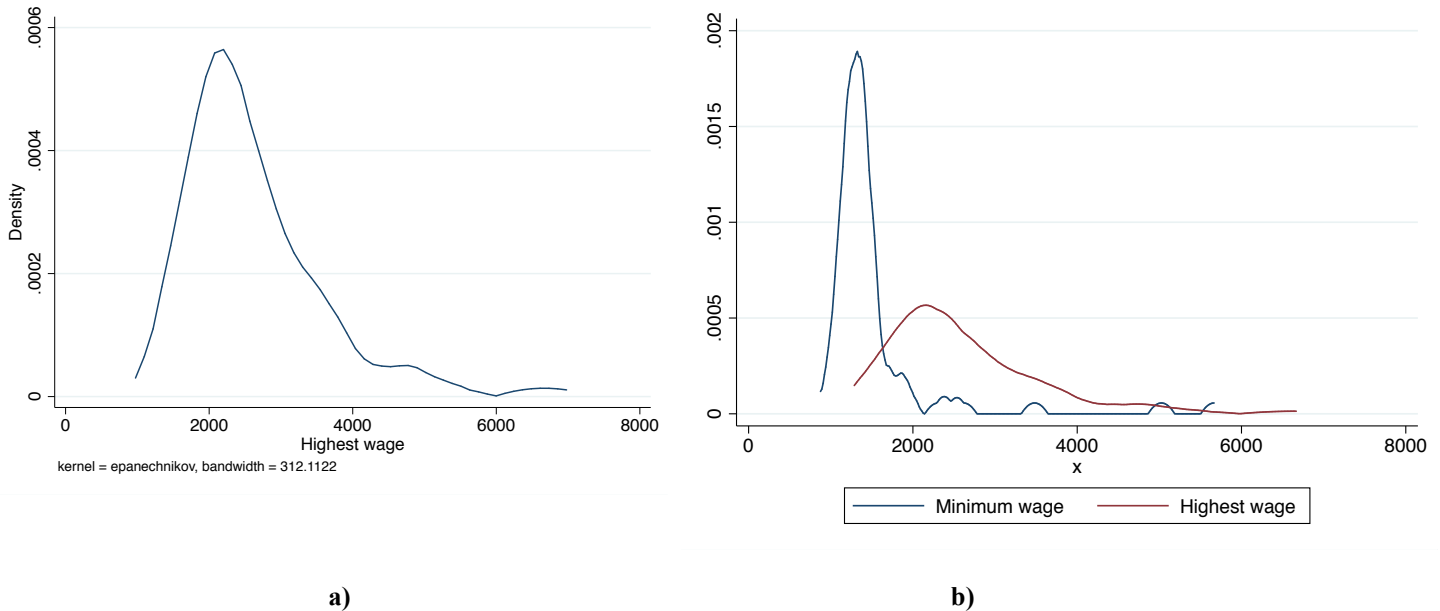 Density
.0006
.0004
.0002
0
0 2000 4000 6000 8000
Highest wage
kernel = epanechnikov, bandwidth = 312.1122
a)
.002
.0015
.001
.0005
0
0 2000 4000 6000 8000
x
Minimum wage Highest wage
b)